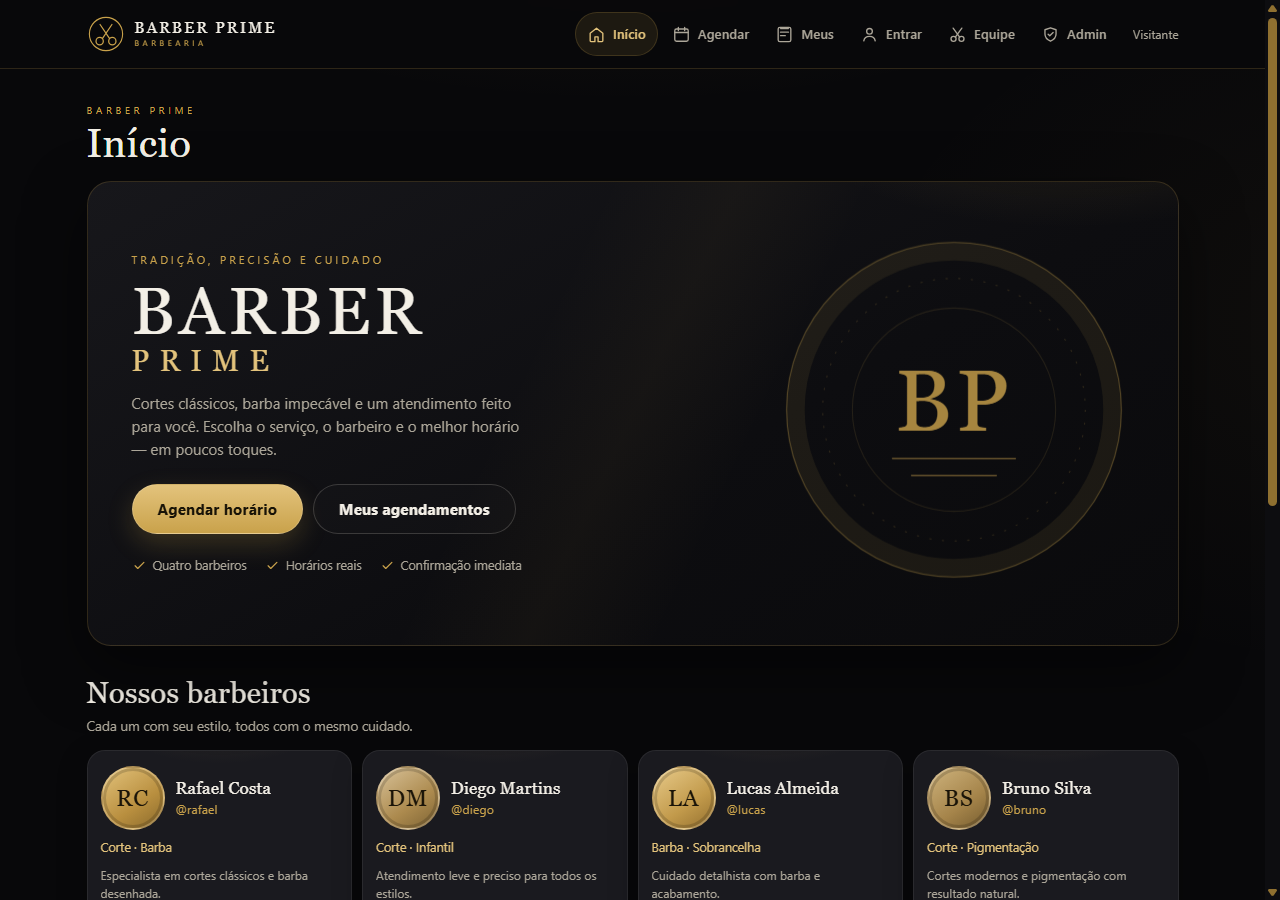 BARBER PRIME
BARBEARIA
Início
Agendar
Meus
Entrar
Equipe
Admin
Visitante
BARBER PRIME
Início
TRADIÇÃO, PRECISÃO E CUIDADO
BARBER
PRIME
Cortes clássicos, barba impecável e um atendimento feito
para você. Escolha o serviço, o barbeiro e o melhor horário
— em poucos toques.
Agendar horário
Meus agendamentos
Quatro barbeiros
Horários reais
Confirmação imediata
BP
Nossos barbeiros
Cada um com seu estilo, todos com o mesmo cuidado.
RC
Rafael Costa
@rafael
Corte · Barba
Especialista em cortes clássicos e barba
desenhada.
DM
Diego Martins
@diego
Corte · Infantil
Atendimento leve e preciso para todos os
estilos.
LA
Lucas Almeida
@lucas
Barba · Sobrancelha
Cuidado detalhista com barba e
acabamento.
BS
Bruno Silva
@bruno
Corte · Pigmentação
Cortes modernos e pigmentação com
resultado natural.